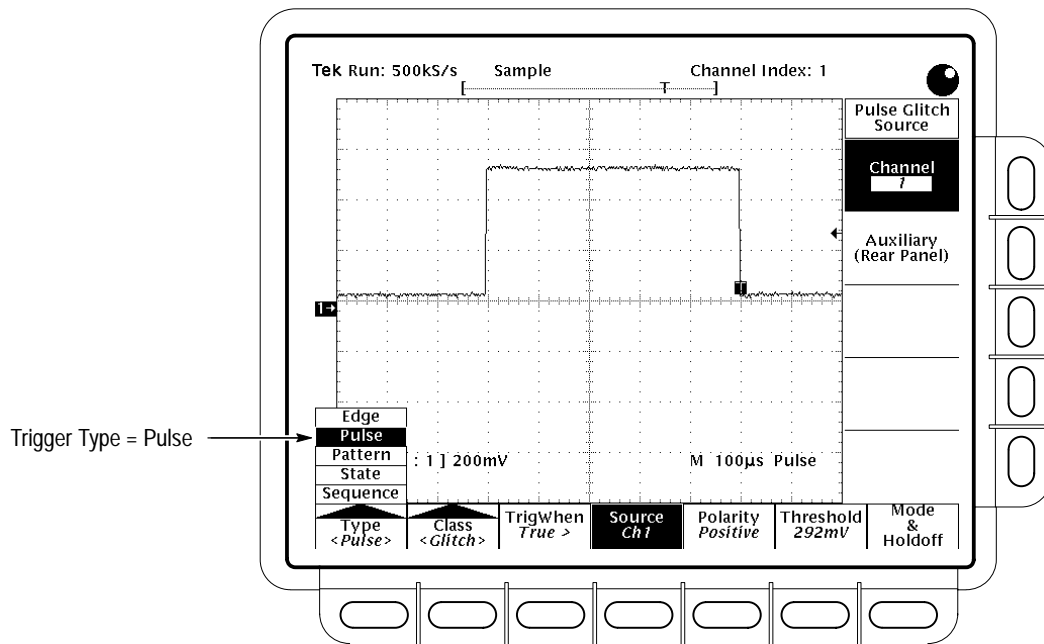 Tek Run: 500kS/s Sample Channel Index: 1
[ T ]
Pulse Glitch
Source
Channel
1
Auxiliary
(Rear Panel)
T
1→
Trigger Type = Pulse
Edge
Pulse
Pattern
State
Sequence
: 1 ] 200mV M 100µs Pulse
Type
<Pulse>
Class
<Glitch>
TrigWhen
True >
Source
Ch1
Polarity
Positive
Threshold
292mV
Mode
&
Holdoff